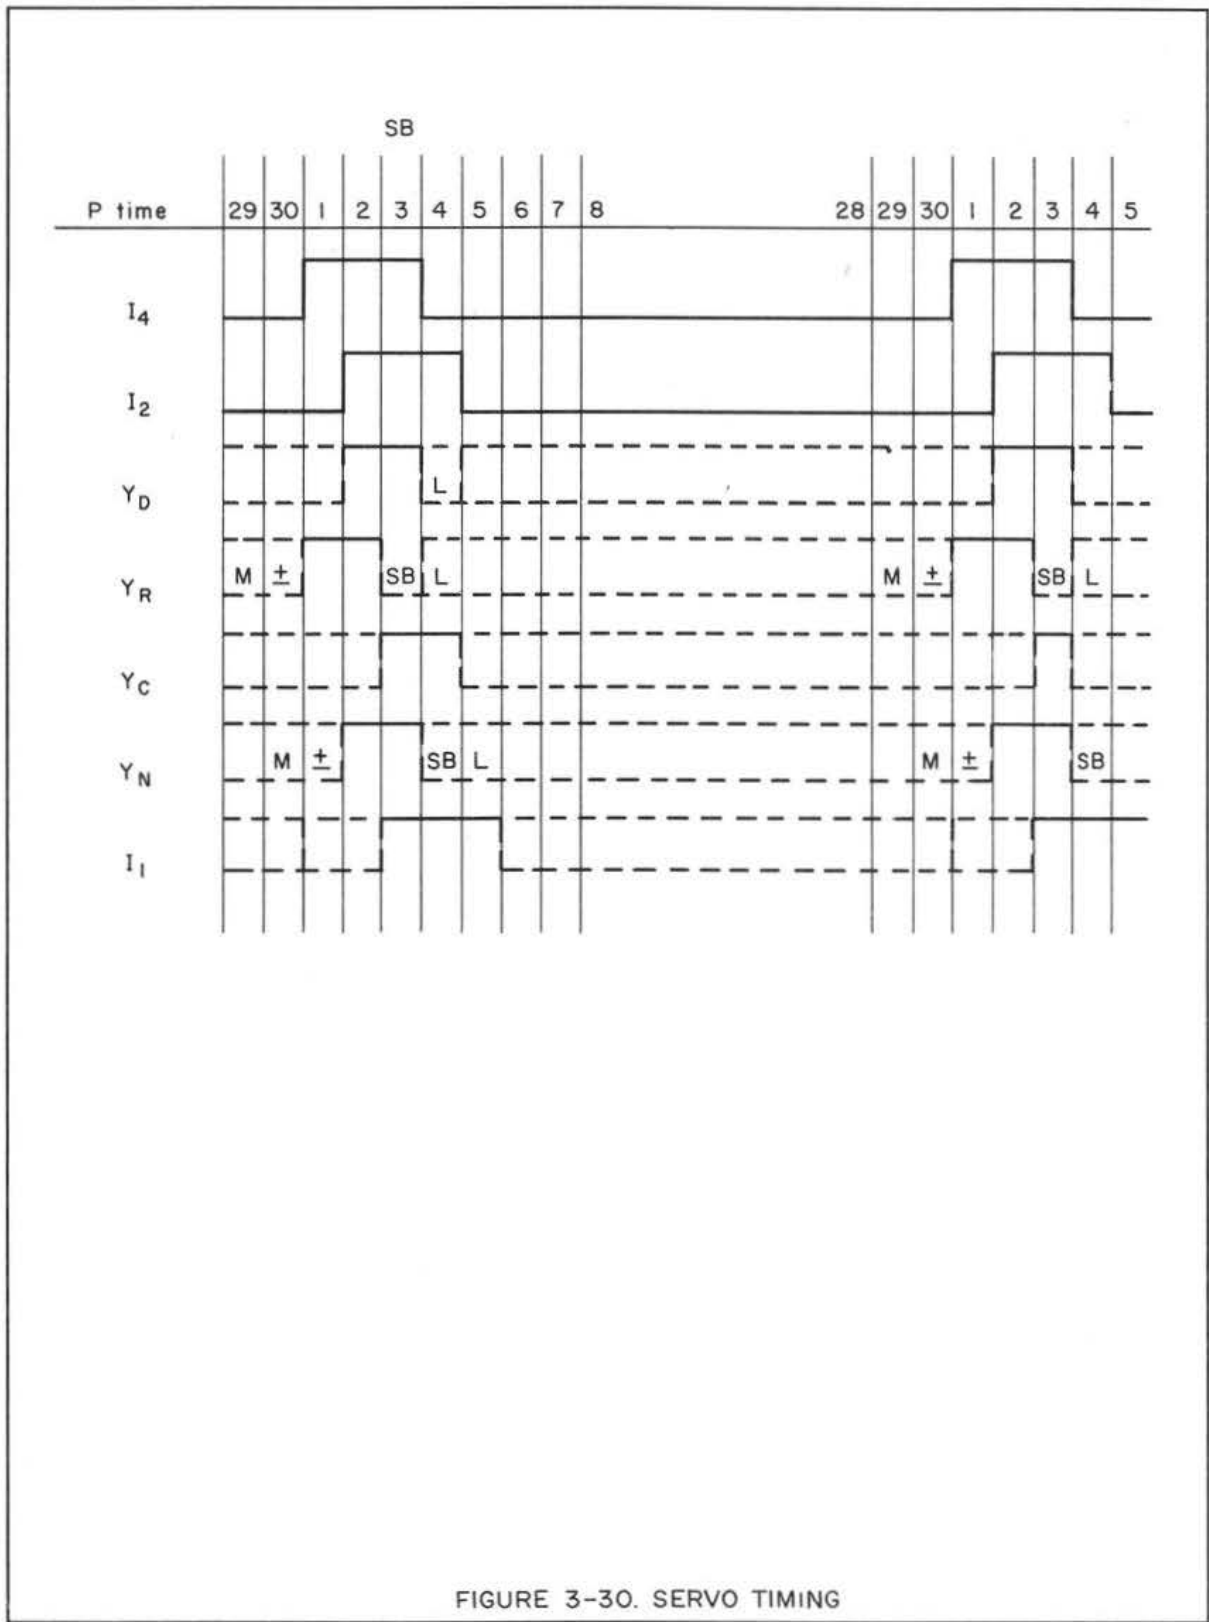 SB
P time 29 30 1 2 3 4 5 6 7 8 28 29 30 1 2 3 4 5
I4
I2
YD L
YR M ± SB L M ± SB L
YC
YN M ± SB L M ± SB
I1
FIGURE 3-30. SERVO TIMING